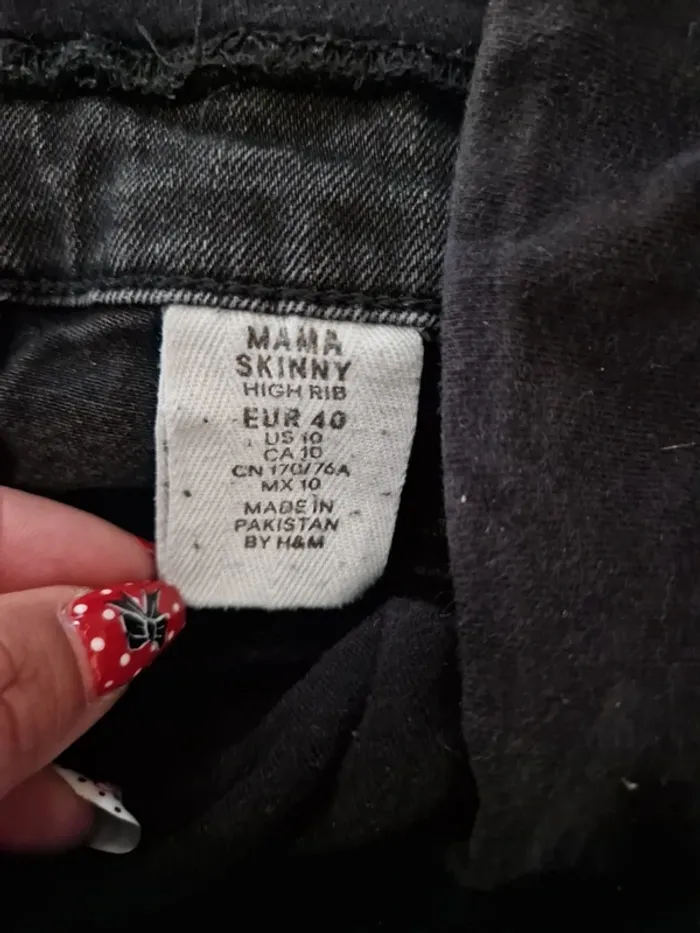 MAMA
SKINNY
HIGH RIB
EUR 40
US 10
CA 10
CN 170/76A
MX 10
MADE IN
PAKISTAN
BY H&M